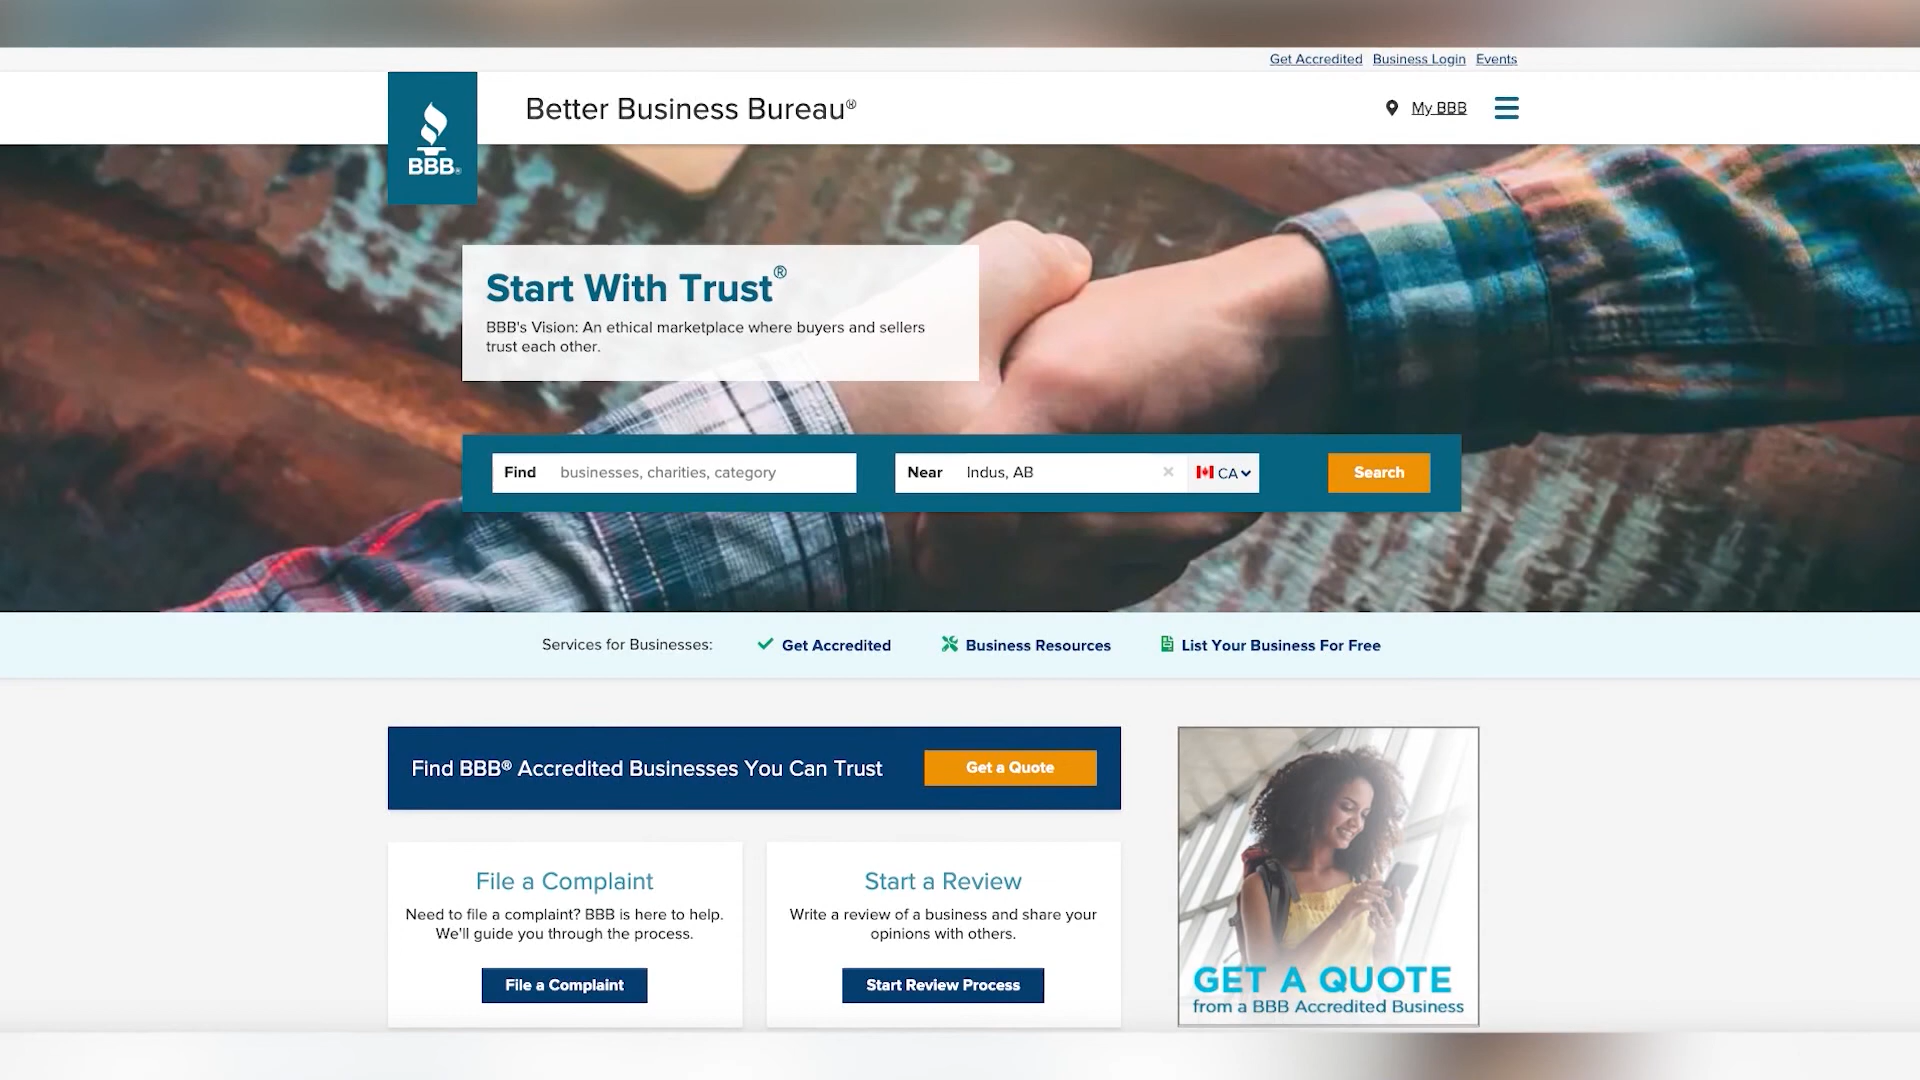 Get Accredited Business Login Events
BBB®
Better Business Bureau®
My BBB
Start With Trust®
BBB's Vision: An ethical marketplace where buyers and sellers
trust each other.
Find businesses, charities, category
Near Indus, AB × CA
Search
Services for Businesses: Get Accredited Business Resources List Your Business For Free
Find BBB® Accredited Businesses You Can Trust
Get a Quote
File a Complaint
Need to file a complaint? BBB is here to help.
We'll guide you through the process.
File a Complaint
Start a Review
Write a review of a business and share your
opinions with others.
Start Review Process
GET A QUOTE
from a BBB Accredited Business